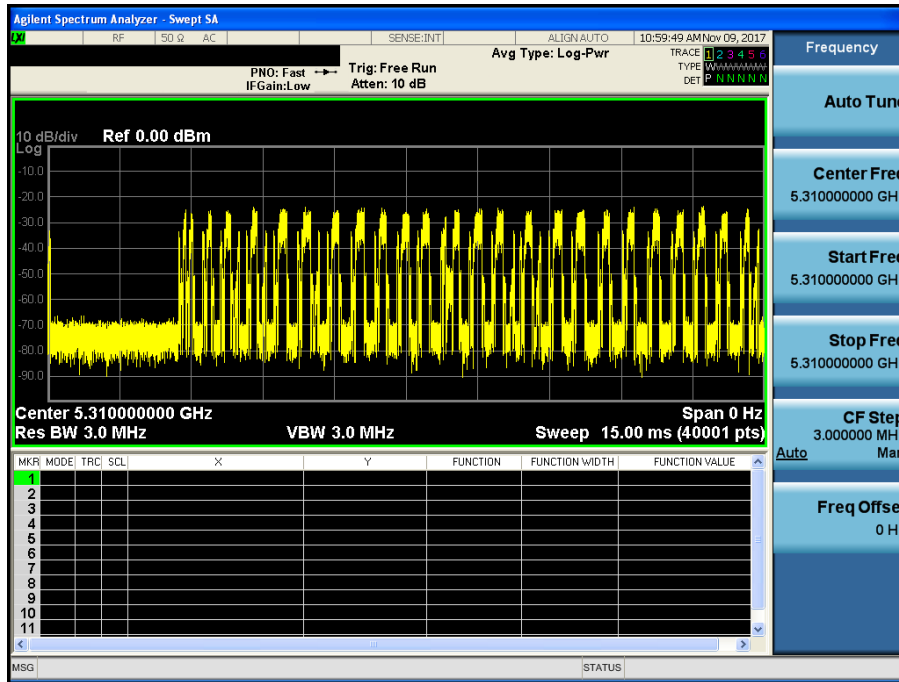 Agilent Spectrum Analyzer - Swept SA
LXI RF 50 Ω AC SENSE:INT ALIGN AUTO 10:59:49 AM Nov 09, 2017
Avg Type: Log-Pwr
TRACE 1 2 3 4 5 6
TYPE WWWWWW
DET P N N N N N
PNO: Fast
IFGain:Low
Trig: Free Run
Atten: 10 dB
10 dB/div
Log
Ref 0.00 dBm
-10.0
-20.0
-30.0
-40.0
-50.0
-60.0
-70.0
-80.0
-90.0
Center 5.310000000 GHz
Span 0 Hz
Res BW 3.0 MHz
VBW 3.0 MHz
Sweep 15.00 ms (40001 pts)
MKR MODE TRC SCL X Y FUNCTION FUNCTION WIDTH FUNCTION VALUE
1
2
3
4
5
6
7
8
9
10
11
MSG
STATUS
Frequency
Auto Tun
Center Fre
5.310000000 GH
Start Fre
5.310000000 GH
Stop Fre
5.310000000 GH
CF Step
3.000000 MH
Auto Man
Freq Offse
0 H